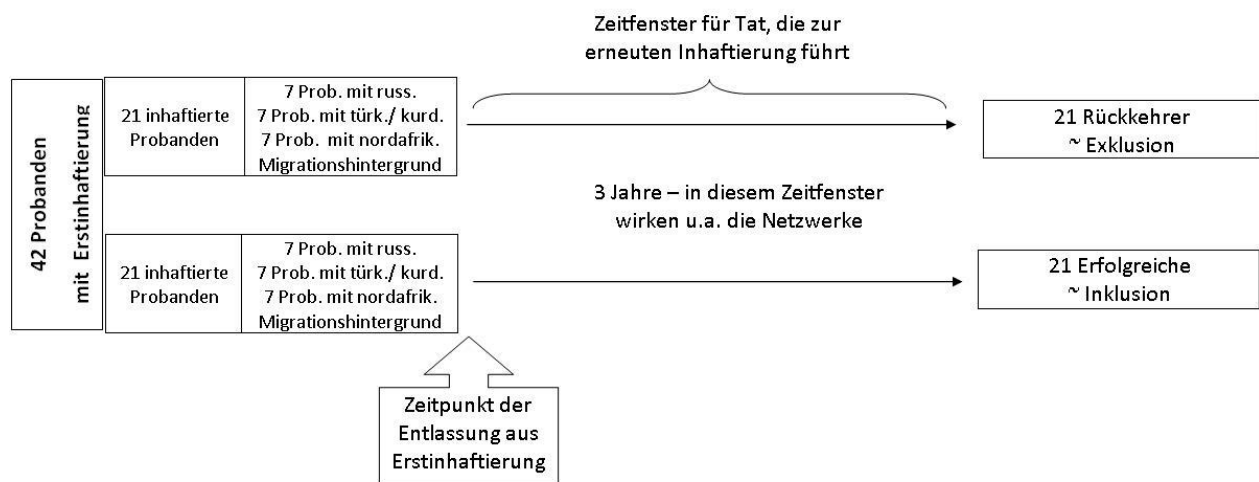 Zeitfenster für Tat, die zur
erneuten Inhaftierung führt
42 Probanden
mit Erstinhaftierung
21 inhaftierte
Probanden
7 Prob. mit russ.
7 Prob. mit türk./ kurd.
7 Prob. mit nordafrik.
Migrationshintergrund
21 Rückkehrer
~ Exklusion
3 Jahre – in diesem Zeitfenster
wirken u.a. die Netzwerke
21 inhaftierte
Probanden
7 Prob. mit russ.
7 Prob. mit türk./ kurd.
7 Prob. mit nordafrik.
Migrationshintergrund
21 Erfolgreiche
~ Inklusion
Zeitpunkt der
Entlassung aus
Erstinhaftierung